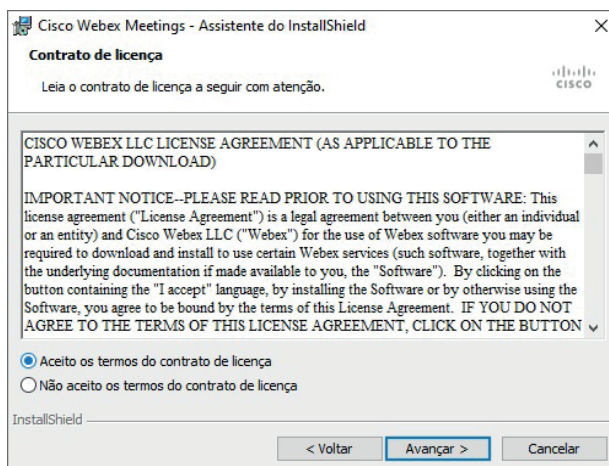 Cisco Webex Meetings - Assistente do InstallShield
Contrato de licença
Leia o contrato de licença a seguir com atenção.
CISCO
CISCO WEBEX LLC LICENSE AGREEMENT (AS APPLICABLE TO THE
PARTICULAR DOWNLOAD)
IMPORTANT NOTICE--PLEASE READ PRIOR TO USING THIS SOFTWARE: This
license agreement ("License Agreement") is a legal agreement between you (either an individual
or an entity) and Cisco Webex LLC ("Webex") for the use of Webex software you may be
required to download and install to use certain Webex services (such software, together with
the underlying documentation if made available to you, the "Software").  By clicking on the
button containing the "I accept" language, by installing the Software or by otherwise using the
Software, you agree to be bound by the terms of this License Agreement.  IF YOU DO NOT
AGREE TO THE TERMS OF THIS LICENSE AGREEMENT, CLICK ON THE BUTTON
Aceito os termos do contrato de licença
Não aceito os termos do contrato de licença
InstallShield
< Voltar
Avançar >
Cancelar